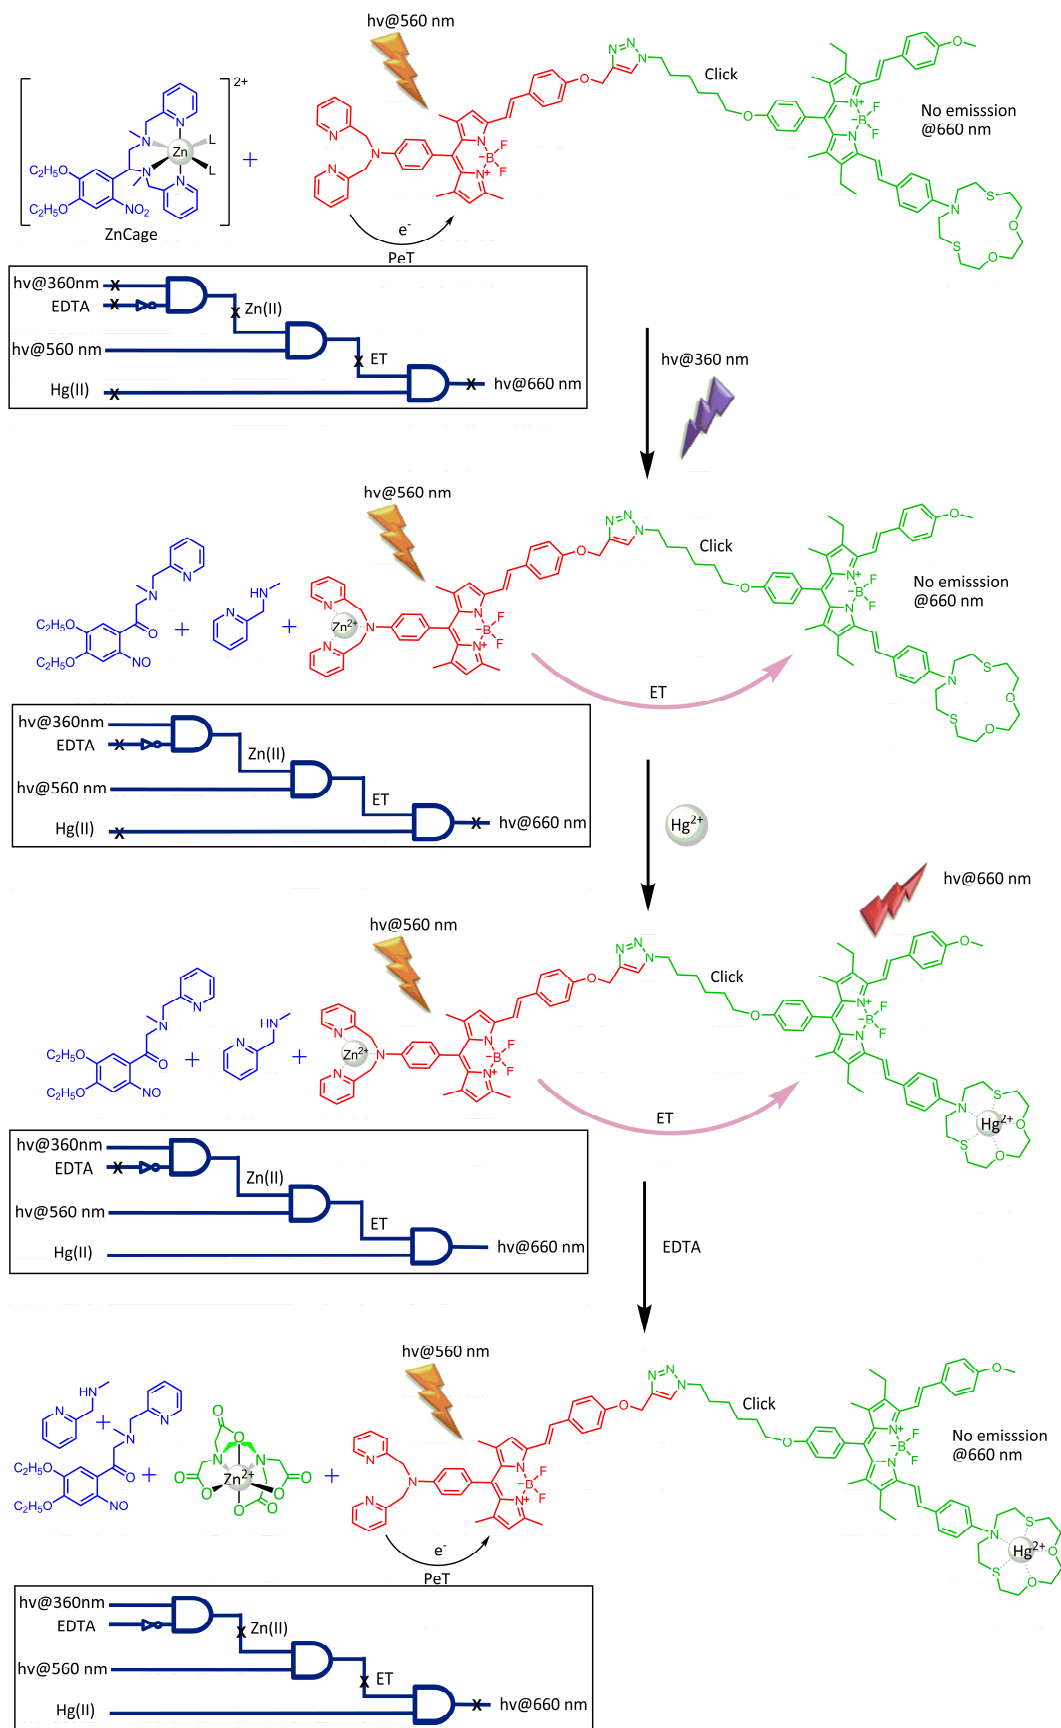 hν@560 nm
2+
N
N
N
N
N
N
N
Zn
L
L
C₂H₅O
C₂H₅O
NO₂
ZnCage
+
N
N
N
N
N⁺
⁻B
F
F
O
N
N
N
Click
O
O
N⁺
N
⁻B
F
F
N
S
O
O
S
No emisssion
@660 nm
e⁻
PeT
hν@360nm
EDTA
Zn(II)
hν@560 nm
ET
Hg(II)
hν@660 nm
X
X
X
X
X
X
hν@360 nm
hν@560 nm
N
N
O
C₂H₅O
C₂H₅O
NO
+
HN
N
+
N
N
N
Zn²⁺
N
N⁺
⁻B
F
F
O
N
N
N
Click
O
O
N⁺
N
⁻B
F
F
N
S
O
O
S
No emisssion
@660 nm
ET
hν@360nm
EDTA
Zn(II)
hν@560 nm
ET
Hg(II)
hν@660 nm
X
X
X
Hg²⁺
hν@660 nm
hν@560 nm
N
N
O
C₂H₅O
C₂H₅O
NO
+
HN
N
+
N
N
N
Zn²⁺
N
N⁺
⁻B
F
F
O
N
N
N
Click
O
O
N⁺
N
⁻B
F
F
N
S
O
O
S
Hg²⁺
ET
hν@360nm
EDTA
Zn(II)
hν@560 nm
ET
Hg(II)
hν@660 nm
X
EDTA
hν@560 nm
HN
N
+
N
N
O
C₂H₅O
C₂H₅O
NO
+
O
O
N
N
O
O
O
O
O
O
Zn²⁺
+
N
N
N
N
N⁺
⁻B
F
F
O
N
N
N
Click
O
O
N⁺
N
⁻B
F
F
N
S
O
O
S
Hg²⁺
No emisssion
@660 nm
e⁻
PeT
hν@360nm
EDTA
Zn(II)
hν@560 nm
ET
Hg(II)
hν@660 nm
X
X
X